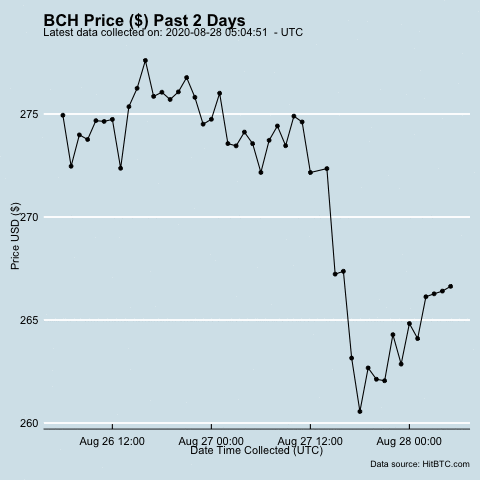 BCH Price ($) Past 2 Days
Latest data collected on: 2020-08-28 05:04:51  - UTC
275
270
265
260
Price USD ($)
Aug 26 12:00 Aug 27 00:00 Aug 27 12:00 Aug 28 00:00
Date Time Collected (UTC)
Data source: HitBTC.com